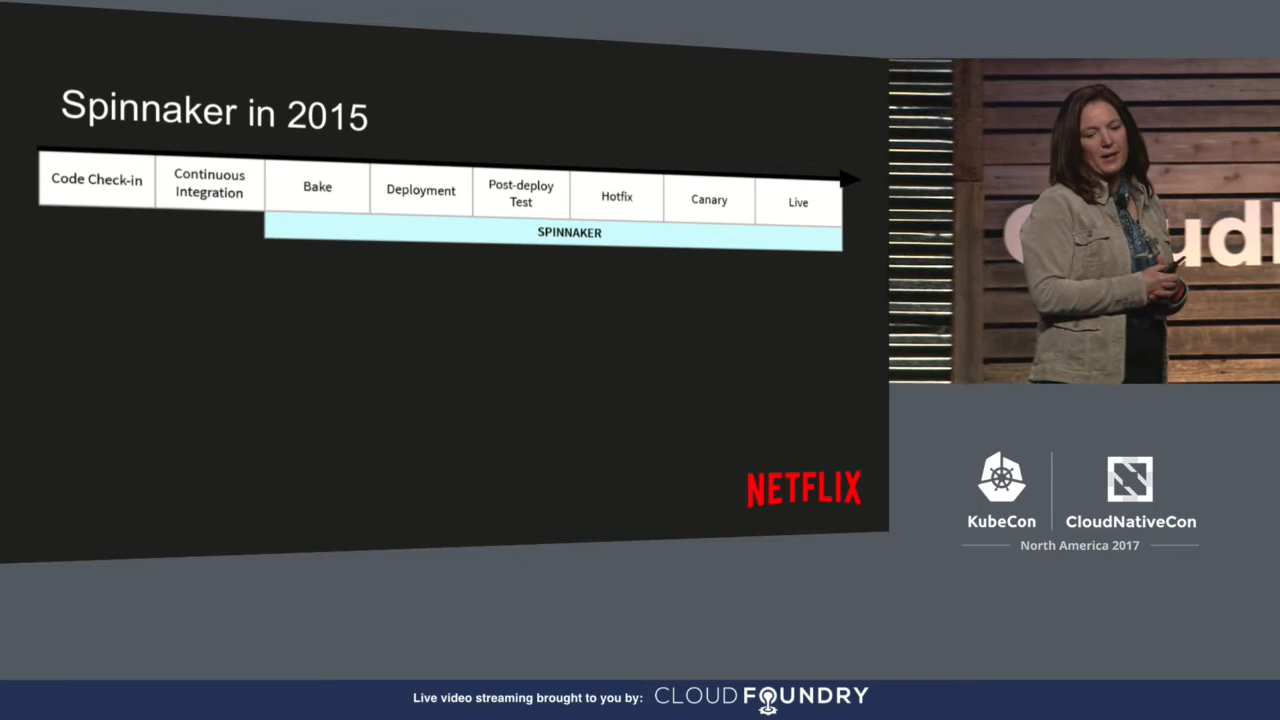 Spinnaker in 2015
Code Check-in
Continuous
Integration
Bake
Deployment
Post-deploy
Test
Hotfix
Canary
Live
SPINNAKER
NETFLIX
KubeCon
CloudNativeCon
North America 2017
Live video streaming brought to you by:
CLOUD FOUNDRY